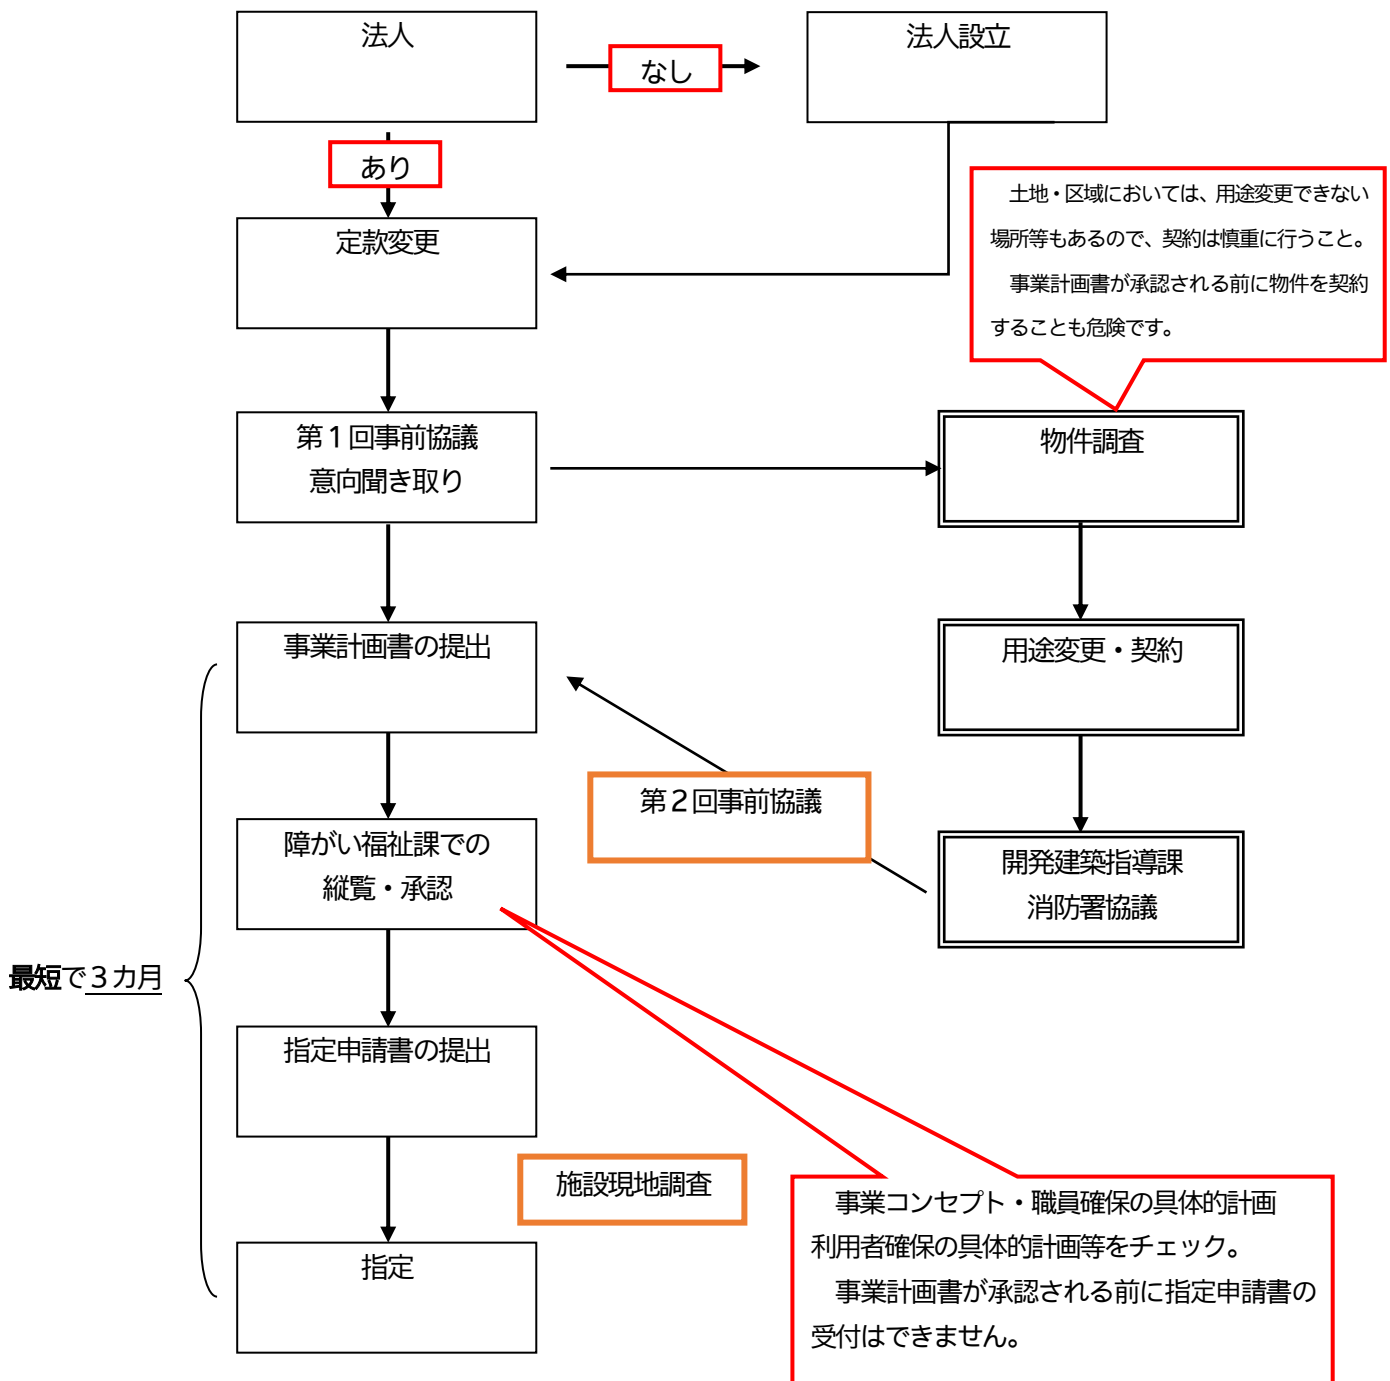 法人
なし
法人設立
あり
定款変更
土地・区域においては、用途変更できない
場所等もあるので、契約は慎重に行うこと。
事業計画書が承認される前に物件を契約
することも危険です。
第１回事前協議
意向聞き取り
物件調査
事業計画書の提出
用途変更・契約
第２回事前協議
障がい福祉課での
縦覧・承認
開発建築指導課
消防署協議
最短で３カ月
指定申請書の提出
施設現地調査
事業コンセプト・職員確保の具体的計画
利用者確保の具体的計画等をチェック。
事業計画書が承認される前に指定申請書の
受付はできません。
指定